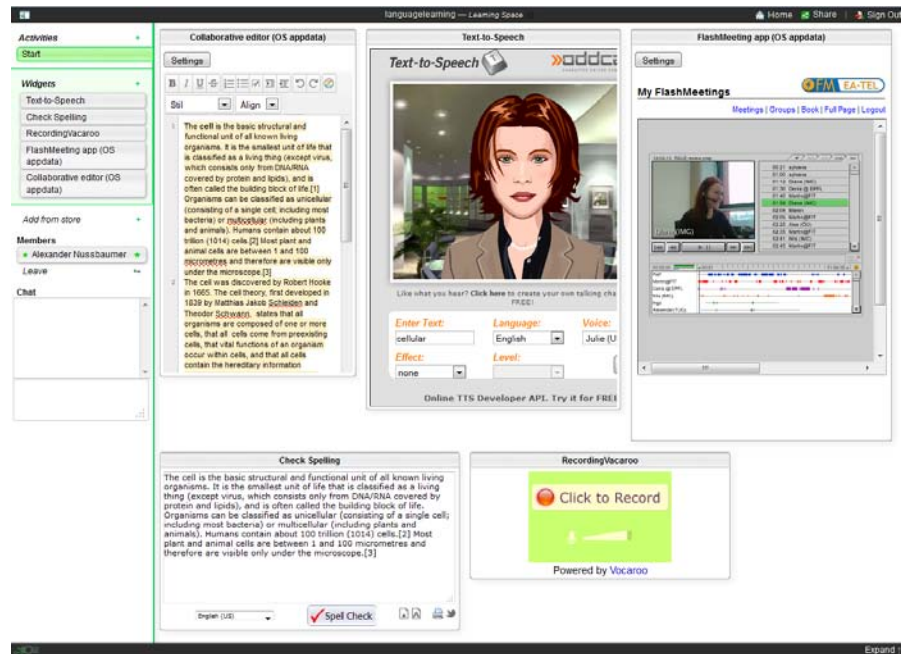 languagelearning — Learning Space
Home Share Sign Out
Activities
Start
Widgets
Text-to-Speech
Check Spelling
RecordingVacaroo
FlashMeeting app (OS
appdata)
Collaborative editor (OS
appdata)
Add from store
Members
Alexander Nussbaumer
Leave
Chat
Collaborative editor (OS appdata)
Settings
B I U S
Stil Align
1 The cell is the basic structural and
functional unit of all known living
organisms. It is the smallest unit of life that
is classified as a living thing (except virus,
which consists only from DNA/RNA
covered by protein and lipids), and is
often called the building block of life.[1]
Organisms can be classified as unicellular
(consisting of a single cell; including most
bacteria) or multicellular (including plants
and animals). Humans contain about 100
trillion (1014) cells.[2] Most plant and
animal cells are between 1 and 100
micrometres and therefore are visible only
under the microscope.[3]
2 The cell was discovered by Robert Hooke
in 1665. The cell theory, first developed in
1839 by Matthias Jakob Schleiden and
Theodor Schwann, states that all
organisms are composed of one or more
cells, that all cells come from preexisting
cells, that vital functions of an organism
occur within cells, and that all cells
contain the hereditary information
Text-to-Speech
Text-to-Speech oddca
Like what you hear? Click here to create your own talking cha
FREE!
Enter Text: Language: Voice:
cellular English Julie (U
Effect: Level:
none
Online TTS Developer API. Try it for FREE
FlashMeeting app (OS appdata)
Settings
FM EA-TEL
My FlashMeetings
Meetings | Groups | Book | Full Page | Logout
Check Spelling
The cell is the basic structural and functional unit of all known living
organisms. It is the smallest unit of life that is classified as a living
thing (except virus, which consists only from DNA/RNA covered by
protein and lipids), and is often called the building block of life.
Organisms can be classified as unicellular (consisting of a single cell;
including most bacteria) or multicellular (including plants and
animals). Humans contain about 100 trillion (1014) cells.[2] Most
plant and animal cells are between 1 and 100 micrometres and
therefore are visible only under the microscope.[3]
English (US) Spell Check
RecordingVacaroo
Click to Record
Powered by Vocaroo
Expand